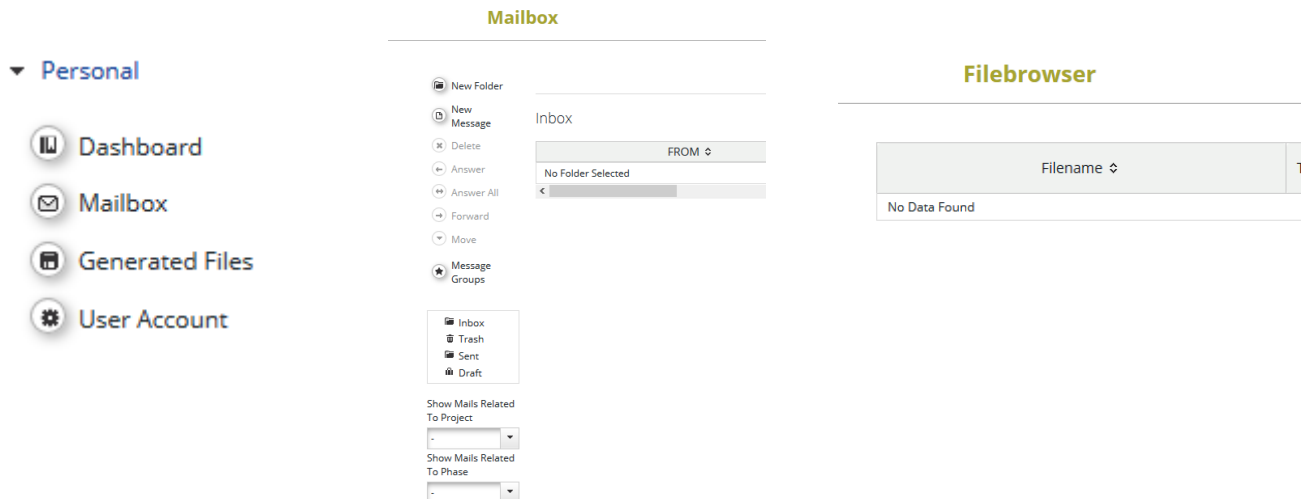 Personal
Dashboard
Mailbox
Generated Files
User Account
Mailbox
New Folder
New
Message
Delete
Answer
Answer All
Forward
Move
Message
Groups
Inbox
FROM
No Folder Selected
Inbox
Trash
Sent
Draft
Show Mails Related
To Project
-
Show Mails Related
To Phase
-
Filebrowser
Filename
T
No Data Found